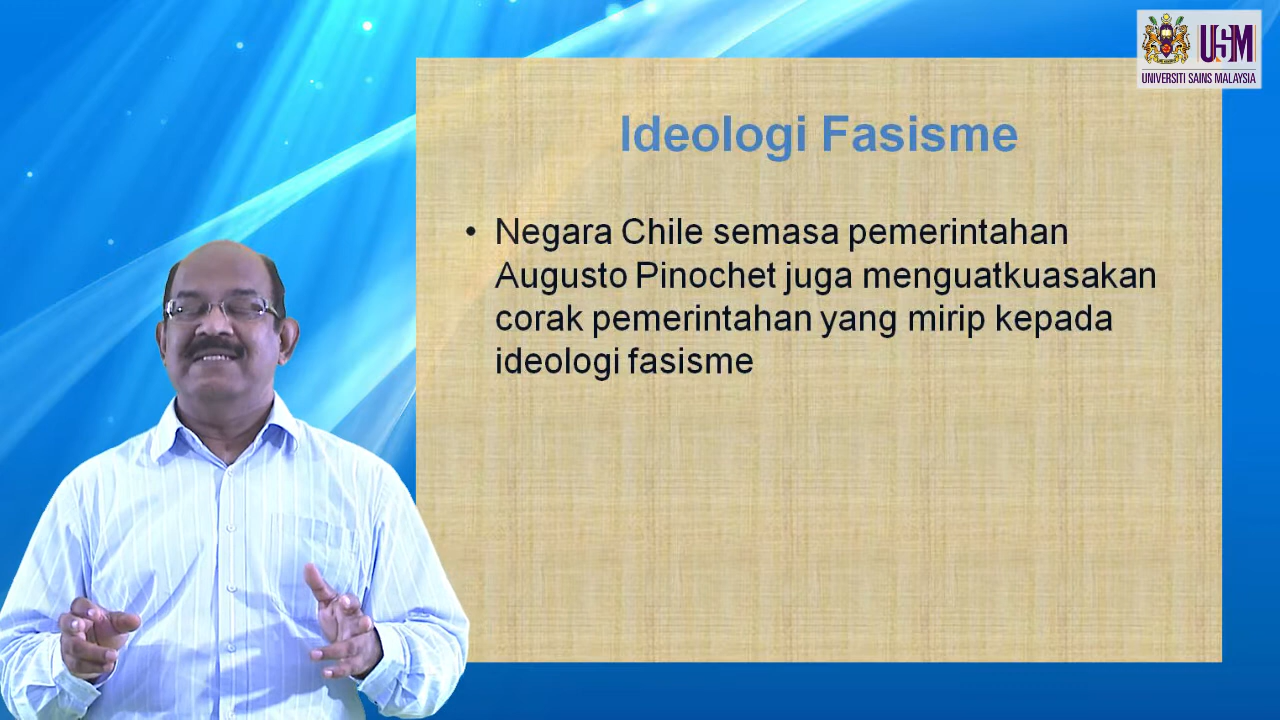 USM
UNIVERSITI SAINS MALAYSIA
Ideologi Fasisme
• Negara Chile semasa pemerintahan
Augusto Pinochet juga menguatkuasakan
corak pemerintahan yang mirip kepada
ideologi fasisme